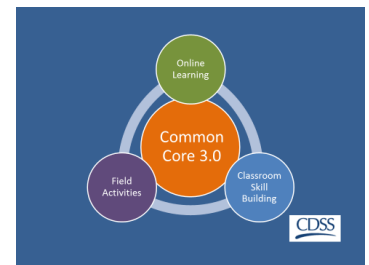 Online
Learning
Common
Core 3.0
Field
Activities
Classroom
Skill
Building
CDSS